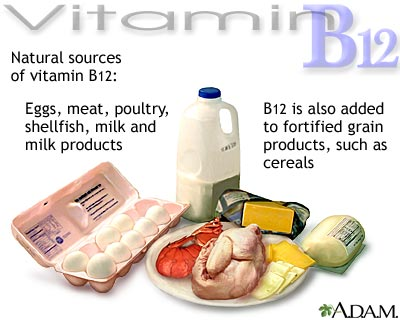 Vitamin
B12
Natural sources
of vitamin B12:
Eggs, meat, poultry,
shellfish, milk and
milk products
B12 is also added
to fortified grain
products, such as
cereals
ADAM.